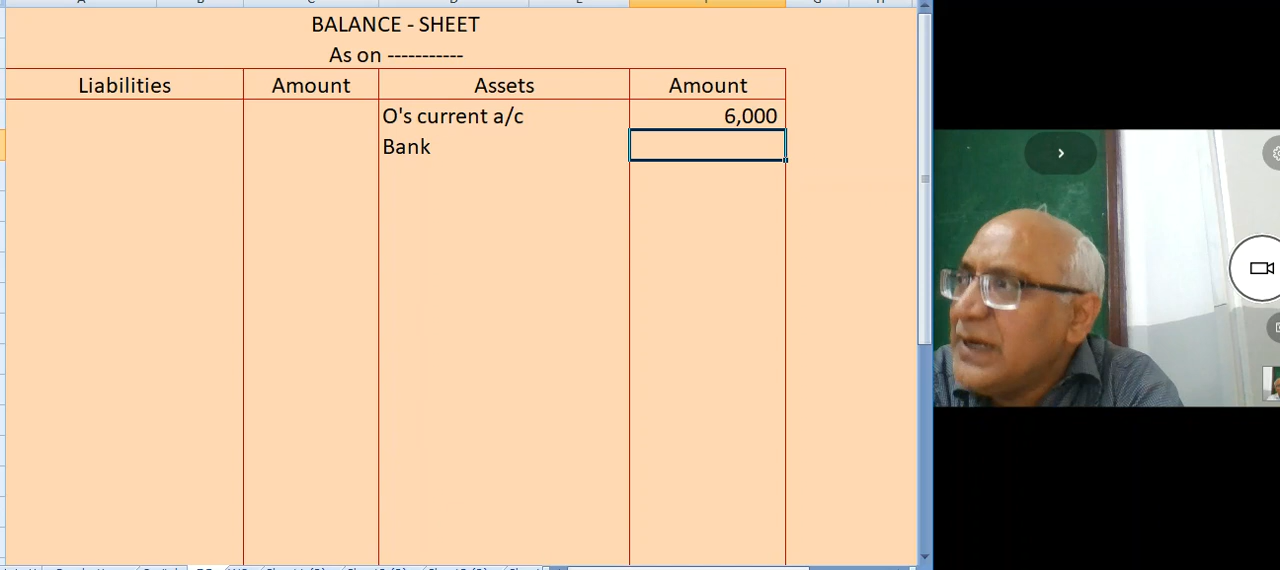 BALANCE - SHEET
As on -----------
Liabilities Amount Assets Amount
O's current a/c 6,000
Bank